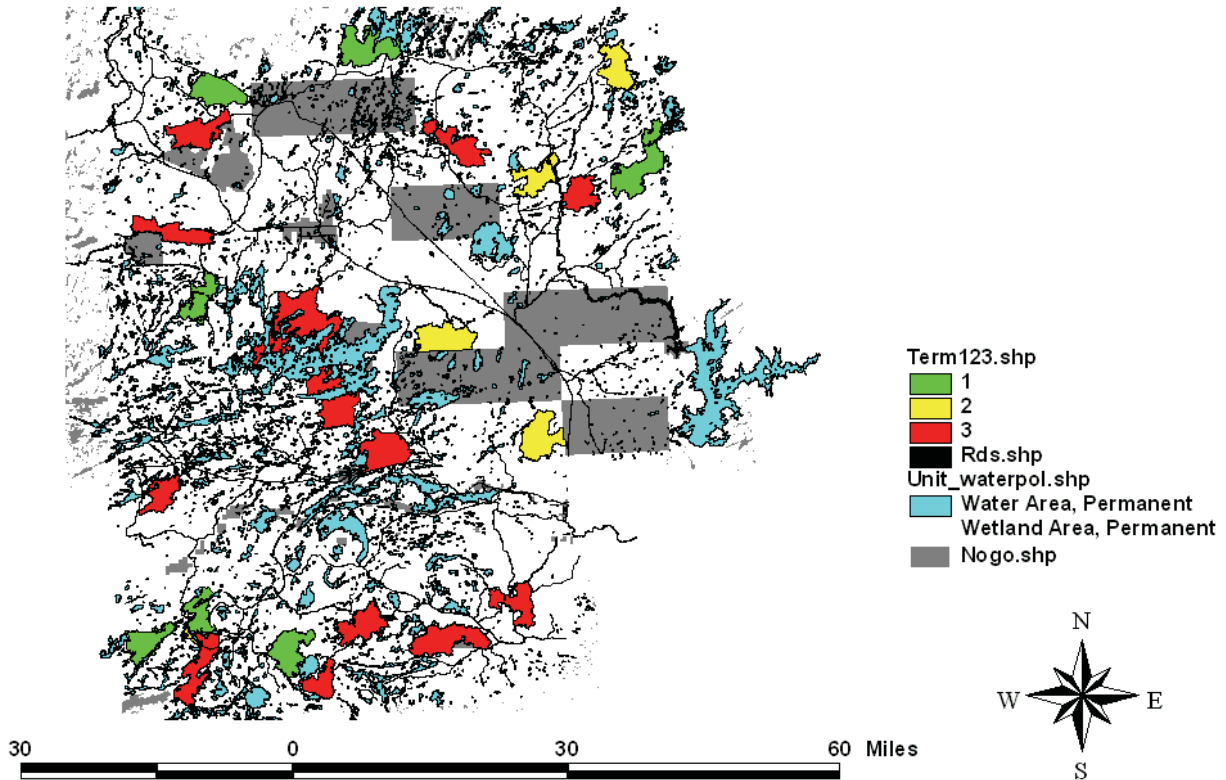 Term123.shp
1
2
3
Rds.shp
Unit_waterpol.shp
Water Area, Permanent
Wetland Area, Permanent
Nogo.shp
N
W E
S
30 0 30 60 Miles